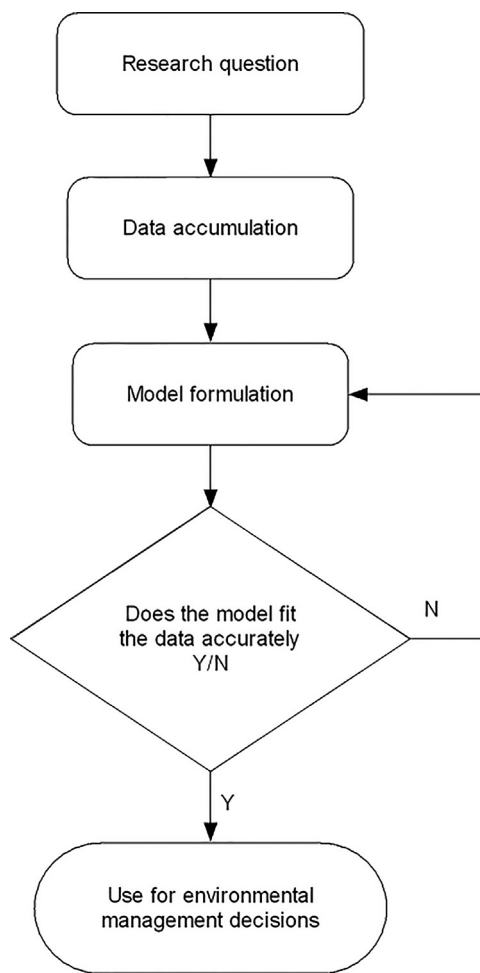 Research question
Data accumulation
Model formulation
Does the model fit
the data accurately
Y/N
N
Y
Use for environmental
management decisions